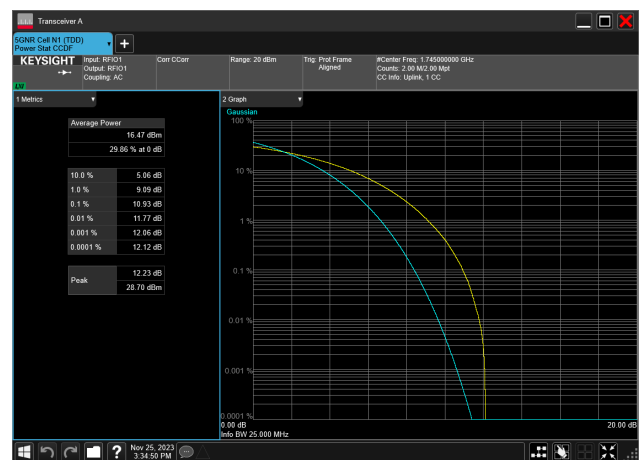 Transceiver A
5GNR Cell N1 (TDD)
Power Stat CCDF
KEYSIGHT
Input: RFIO1
Output: RFIO1
Coupling: AC
Corr CCorr
Range: 20 dBm
Trig: Prot Frame
Aligned
#Center Freq: 1.745000000 GHz
Counts: 2.00 M/2.00 Mpt
CC Info: Uplink, 1 CC
LV
1 Metrics
Average Power
16.47 dBm
29.86 % at 0 dB
10.0 % 5.06 dB
1.0 % 9.09 dB
0.1 % 10.93 dB
0.01 % 11.77 dB
0.001 % 12.06 dB
0.0001 % 12.12 dB
Peak
12.23 dB
28.70 dBm
2 Graph
Gaussian
100 %
10 %
1 %
0.1 %
0.01 %
0.001 %
0.0001 %
0.00 dB 20.00 dB
Info BW 25.000 MHz
Nov 25, 2023
3:34:50 PM